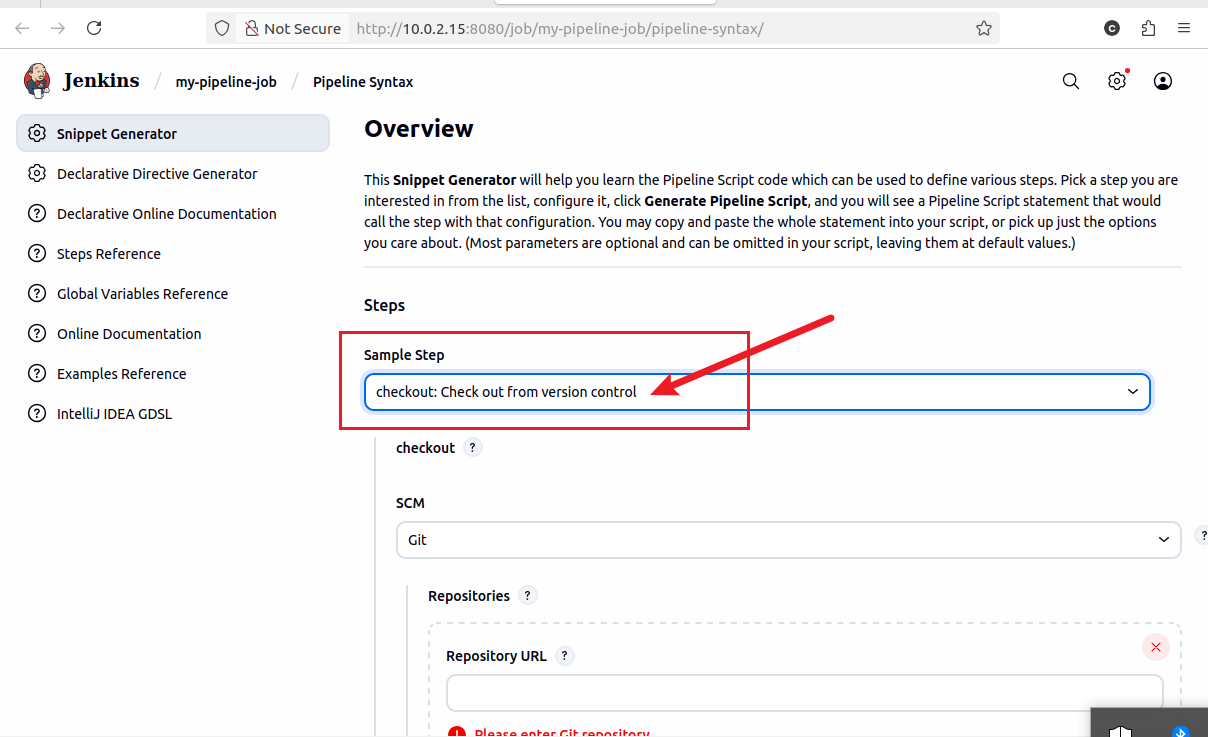 Not Secure http://10.0.2.15:8080/job/my-pipeline-job/pipeline-syntax/
C
Jenkins / my-pipeline-job / Pipeline Syntax
Snippet Generator
Declarative Directive Generator
Declarative Online Documentation
Steps Reference
Global Variables Reference
Online Documentation
Examples Reference
IntelliJ IDEA GDSL
Overview
This Snippet Generator will help you learn the Pipeline Script code which can be used to define various steps. Pick a step you are
interested in from the list, configure it, click Generate Pipeline Script, and you will see a Pipeline Script statement that would
call the step with that configuration. You may copy and paste the whole statement into your script, or pick up just the options
you care about. (Most parameters are optional and can be omitted in your script, leaving them at default values.)
Steps
Sample Step
checkout: Check out from version control
checkout ?
SCM
Git
?
Repositories ?
Repository URL ?
Please enter Git repository